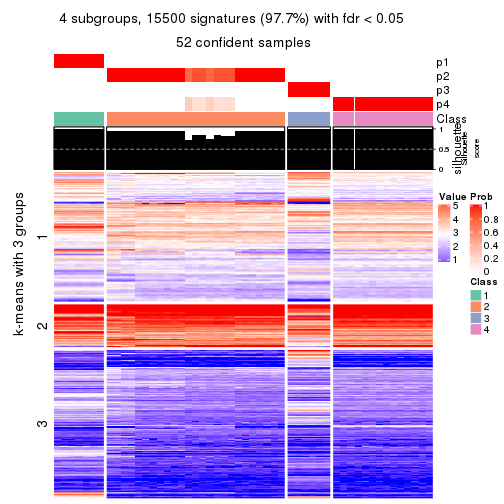 4 subgroups, 15500 signatures (97.7%) with fdr < 0.05
52 confident samples
p1
p2
p3
p4
Class
1
0.5
0
silhouette
Silhouette
score
k-means with 3 groups
1
2
3
Value
5
4
3
2
1
Prob
1
0.8
0.6
0.4
0.2
0
Class
1
2
3
4